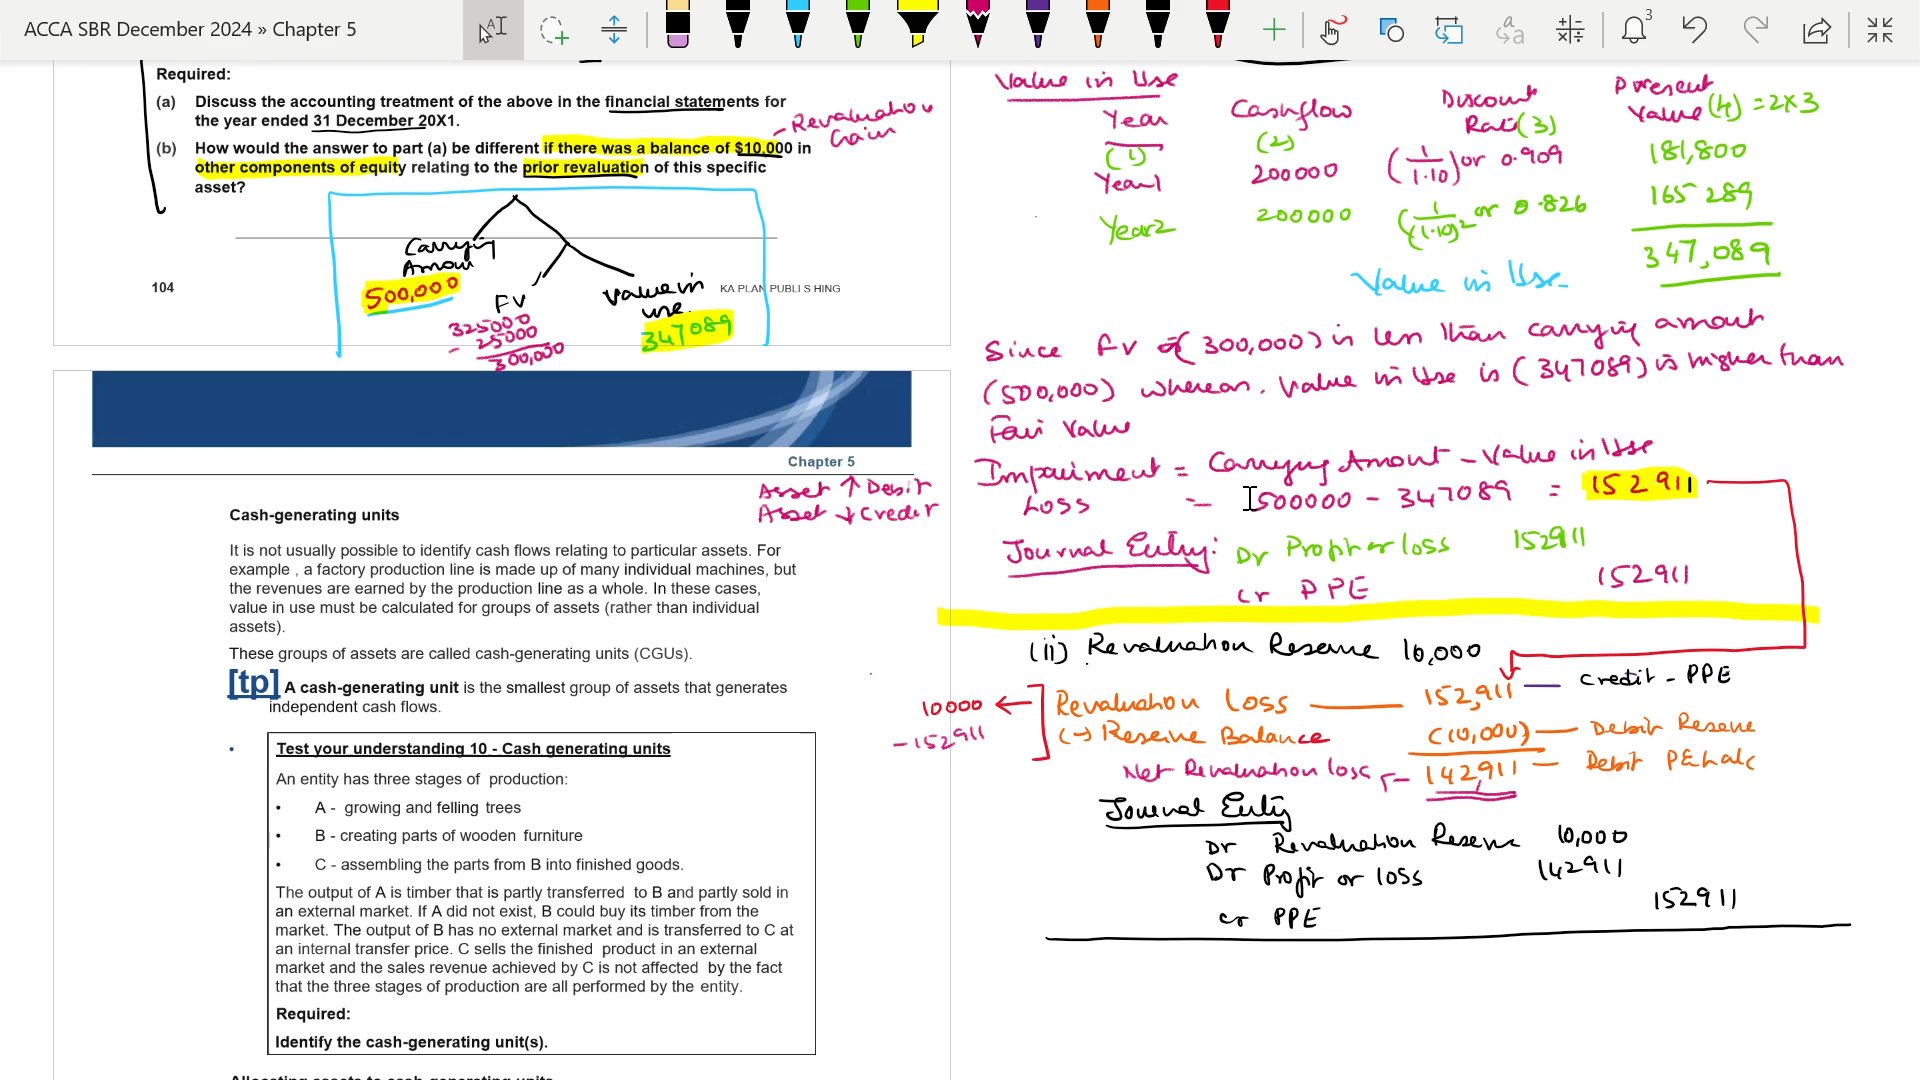 ACCA SBR December 2024 » Chapter 5
3
Required:
(a) Discuss the accounting treatment of the above in the financial statements for
the year ended 31 December 20X1.
(b) How would the answer to part (a) be different if there was a balance of $10,000 in
other components of equity relating to the prior revaluation of this specific
asset?
- Revaluation
Gain
Carrying
Amou
500,000
FV
325000
- 25000
300,000
Value in
use
347089
104
KA PLAN PUBLI S HING
Chapter 5
Asset ↑ Debit
Asset ↓ Credit
Cash-generating units
It is not usually possible to identify cash flows relating to particular assets. For
example , a factory production line is made up of many individual machines, but
the revenues are earned by the production line as a whole. In these cases,
value in use must be calculated for groups of assets (rather than individual
assets).
These groups of assets are called cash-generating units (CGUs).
[tp] A cash-generating unit is the smallest group of assets that generates
independent cash flows.
• Test your understanding 10 - Cash generating units
An entity has three stages of production:
• A - growing and felling trees
• B - creating parts of wooden furniture
• C - assembling the parts from B into finished goods.
The output of A is timber that is partly transferred to B and partly sold in
an external market. If A did not exist, B could buy its timber from the
market. The output of B has no external market and is transferred to C at
an internal transfer price. C sells the finished product in an external
market and the sales revenue achieved by C is not affected by the fact
that the three stages of production are all performed by the entity.
Required:
Identify the cash-generating unit(s).
Allocating assets to cash-generating units
Value in Use
Year Cashflow Discount Rate (3) Present Value (4) = 2x3
(1) (2)
Year1 200000 (1/1.10) or 0.909 181,800
Year2 200000 (1/(1.10)2 or 0.826 165 289
347,089
Value in Use
Since FV (300,000) is less than carrying amount
(500,000) whereas. Value in Use is (347089) is higher than
Fair Value
Impairment = Carrying Amount - Value in Use
Loss = 500000 - 347089 = 152911
Journal Entry: Dr Profit or loss 152911
Cr PPE 152911
(ii) Revaluation Reserve 10,000
10000 ← Revaluation Loss — 152,911 — Credit - PPE
-152911 (-) Reserve Balance (10,000) — Debit Reserve
Net Revaluation loss 142911 — Debit P&L a/c
Journal Entry
Dr Revaluation Reserve 10,000
Dr Profit or loss 142911
Cr PPE 152911